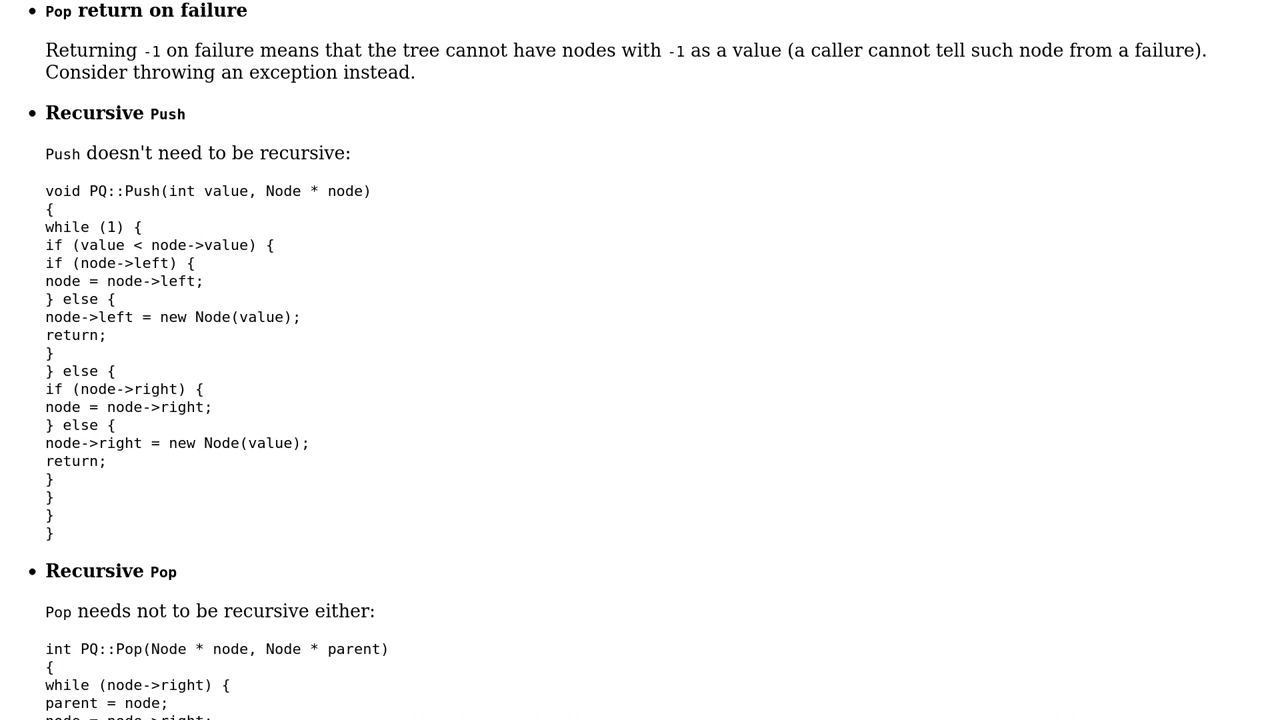 • Pop return on failure
Returning -1 on failure means that the tree cannot have nodes with -1 as a value (a caller cannot tell such node from a failure).
Consider throwing an exception instead.
• Recursive Push
Push doesn't need to be recursive:
void PQ::Push(int value, Node * node)
{
while (1) {
if (value < node->value) {
if (node->left) {
node = node->left;
} else {
node->left = new Node(value);
return;
}
} else {
if (node->right) {
node = node->right;
} else {
node->right = new Node(value);
return;
}
}
}
}
• Recursive Pop
Pop needs not to be recursive either:
int PQ::Pop(Node * node, Node * parent)
{
while (node->right) {
parent = node;
node = node->right;